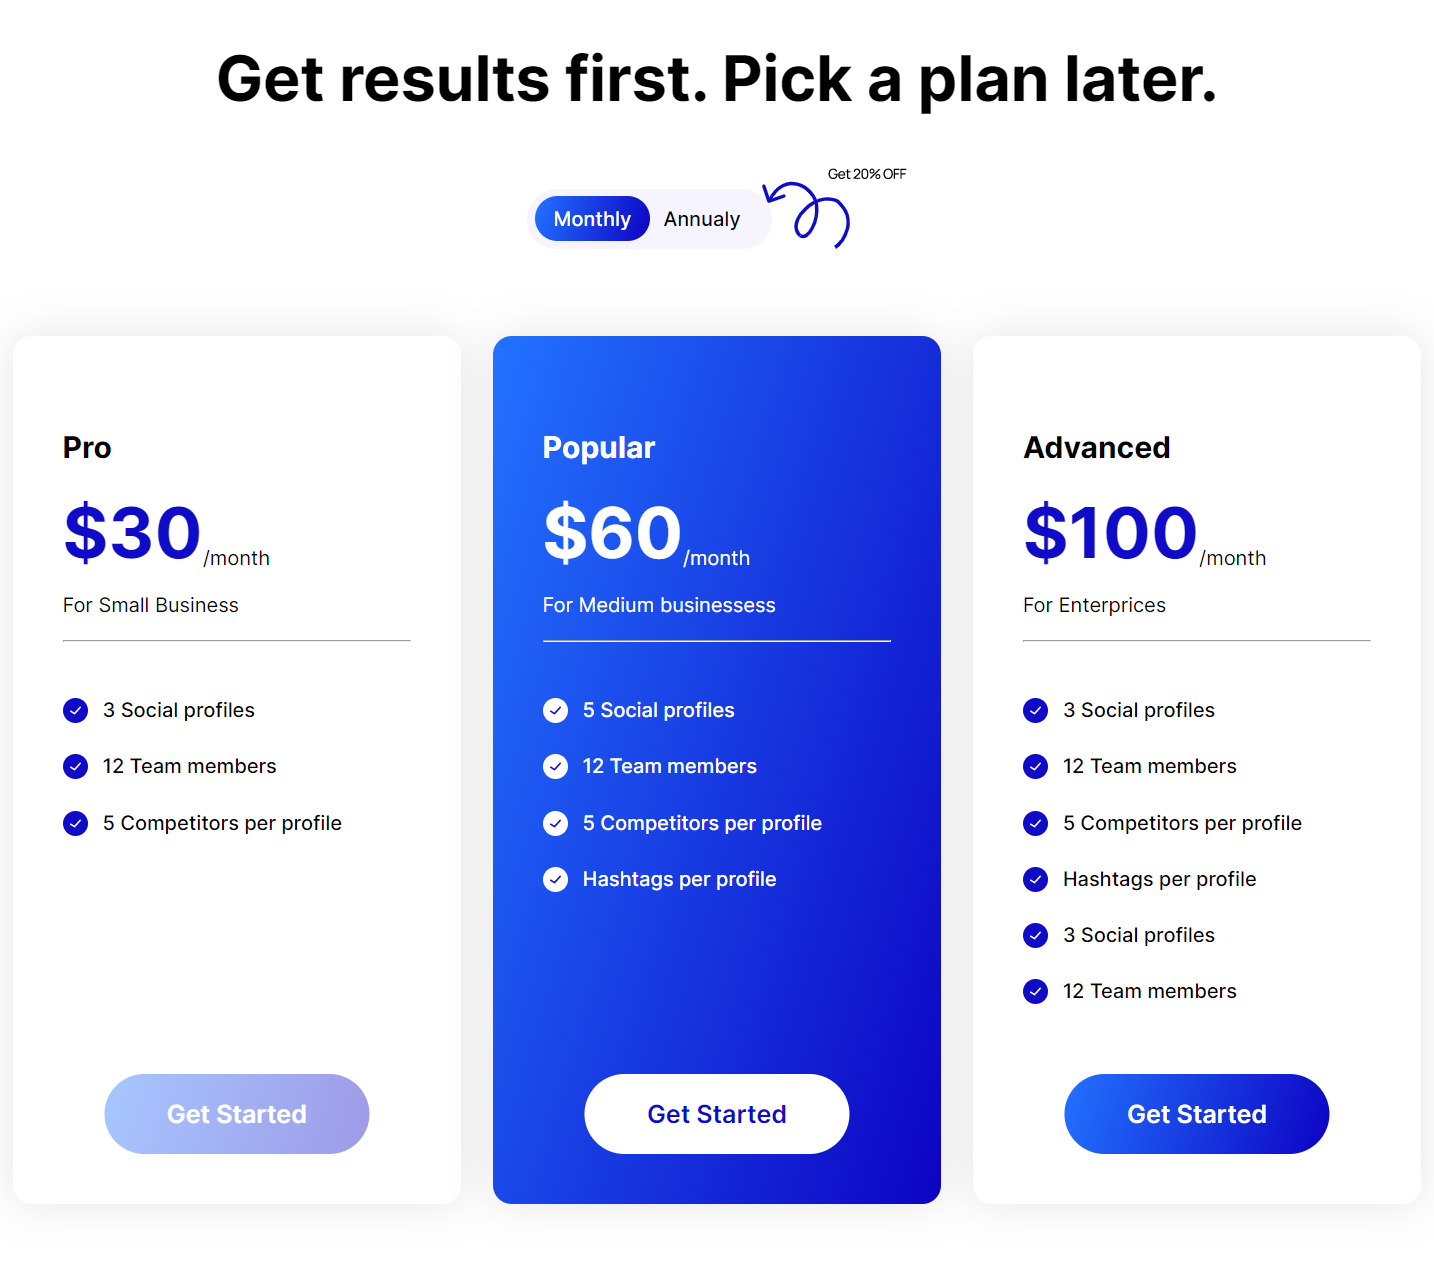 Get results first. Pick a plan later.
Get 20% OFF
Monthly Annualy
Pro
$30/month
For Small Business
3 Social profiles
12 Team members
5 Competitors per profile
Get Started
Popular
$60/month
For Medium businessess
5 Social profiles
12 Team members
5 Competitors per profile
Hashtags per profile
Get Started
Advanced
$100/month
For Enterprices
3 Social profiles
12 Team members
5 Competitors per profile
Hashtags per profile
3 Social profiles
12 Team members
Get Started